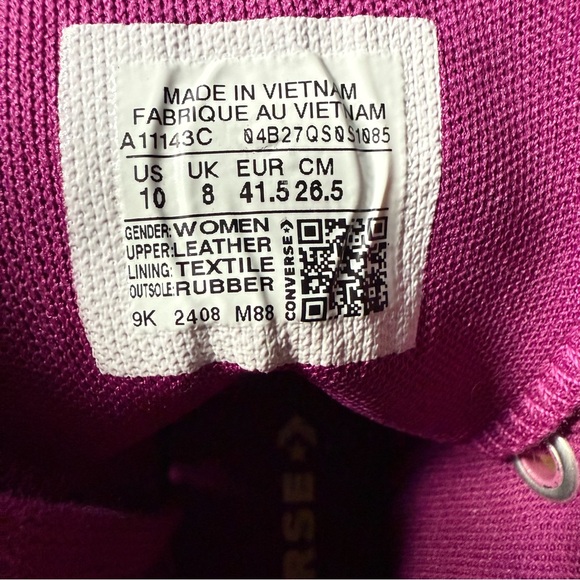 MADE IN VIETNAM
FABRIQUE AU VIETNAM
A11143C 04B27QS0S1085
US UK EUR CM
10 8 41.5 26.5
GENDER: WOMEN
UPPER: LEATHER
LINING: TEXTILE
OUTSOLE: RUBBER
CONVERSE
9K 2408 M88
RSE